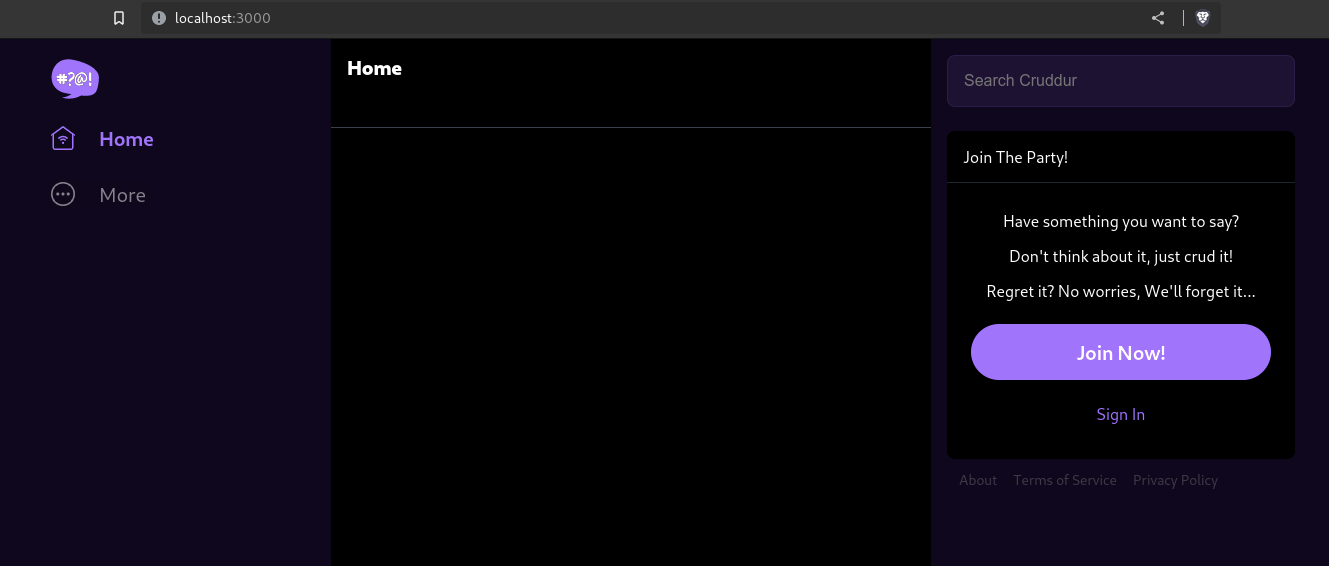 localhost:3000
#?@!
Home
More
Home
Search Cruddur
Join The Party!
Have something you want to say?
Don't think about it, just crud it!
Regret it? No worries, We'll forget it...
Join Now!
Sign In
About Terms of Service Privacy Policy